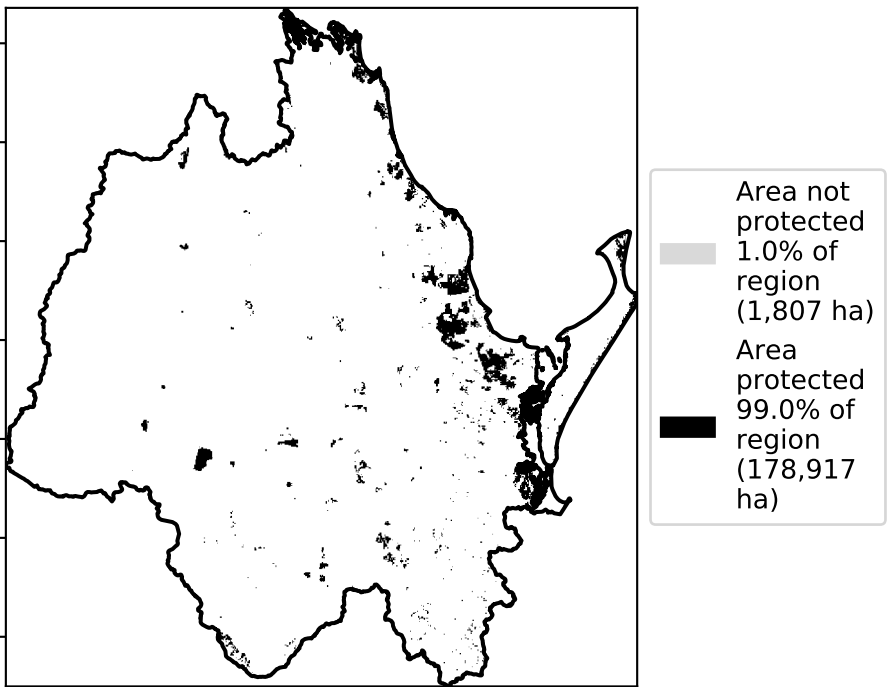 Area not
protected
1.0% of
region
(1,807 ha)
Area
protected
99.0% of
region
(178,917
ha)